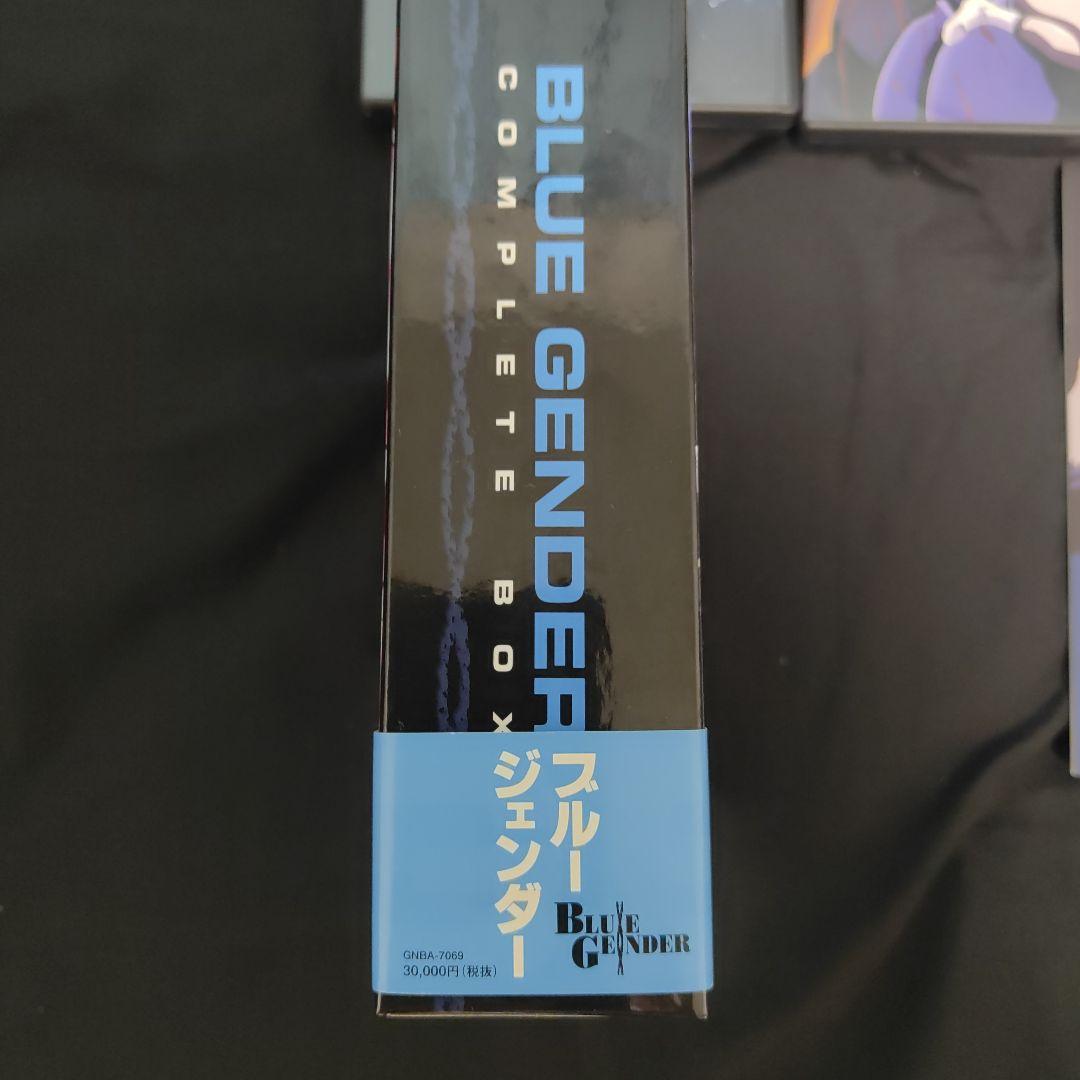 BLUE GENDER
COMPLETE BOX
ブルー
ジェンダー
BLUE
GENDER
GNBA-7069
30,000円(税抜)